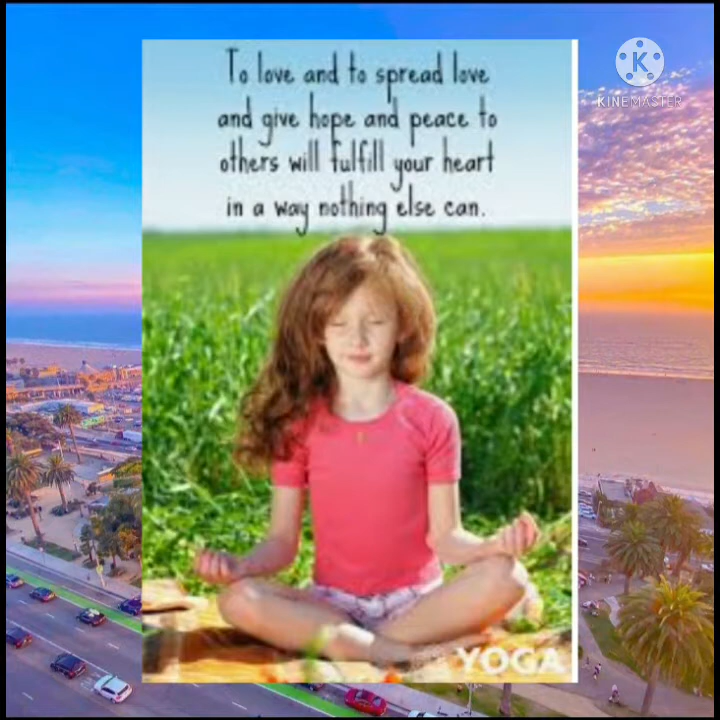 To love and to spread love
and give hope and peace to
others will fulfill your heart
in a way nothing else can.
K
KINEMASTER
YOGA